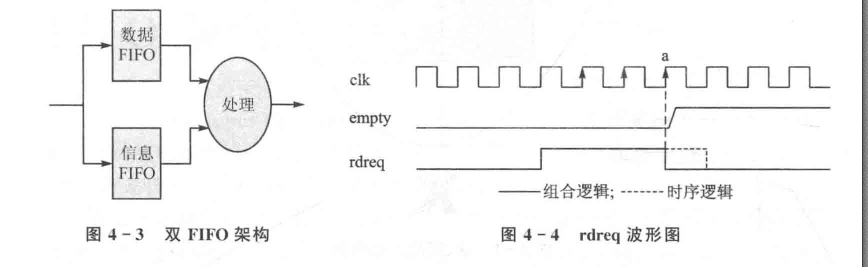 数据
FIFO
处理
信息
FIFO
图 4-3 双 FIFO 架构
a
clk
empty
rdreq
——组合逻辑; ------时序逻辑
图 4-4 rdreq 波形图